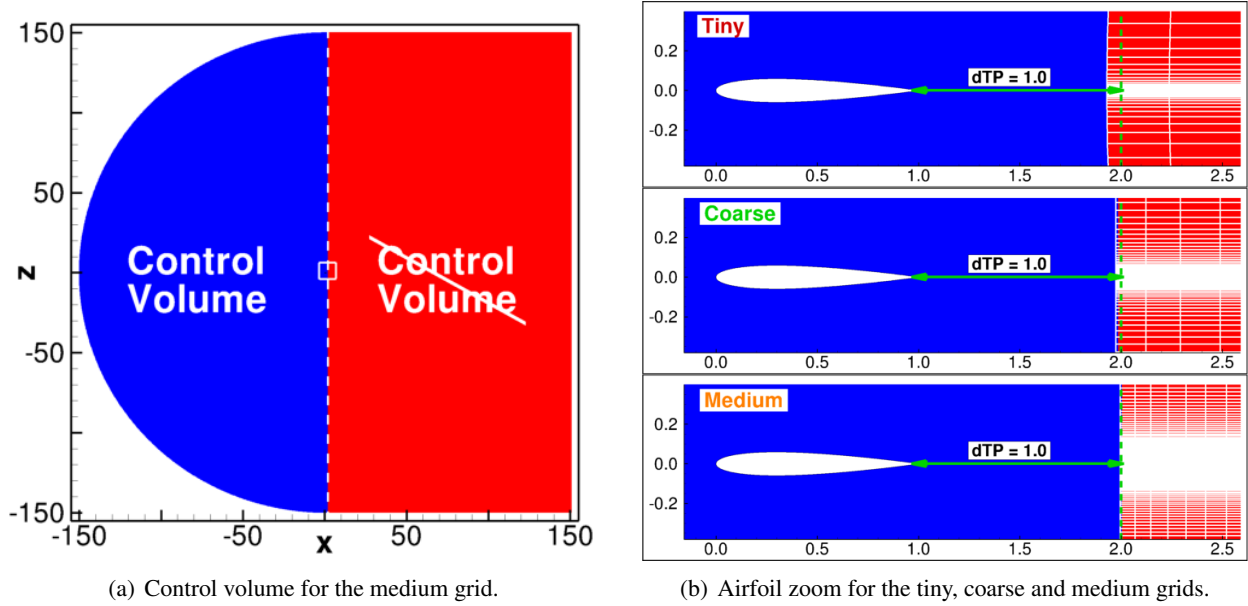 150
50
-50
-150
z
-150
-50
50
150
x
Control
Volume
Control
Volume
(a) Control volume for the medium grid.
Tiny
dTP = 1.0
0.2
0.0
-0.2
0.0
0.5
1.0
1.5
2.0
2.5
Coarse
dTP = 1.0
0.2
0.0
-0.2
0.0
0.5
1.0
1.5
2.0
2.5
Medium
dTP = 1.0
0.2
0.0
-0.2
0.0
0.5
1.0
1.5
2.0
2.5
(b) Airfoil zoom for the tiny, coarse and medium grids.